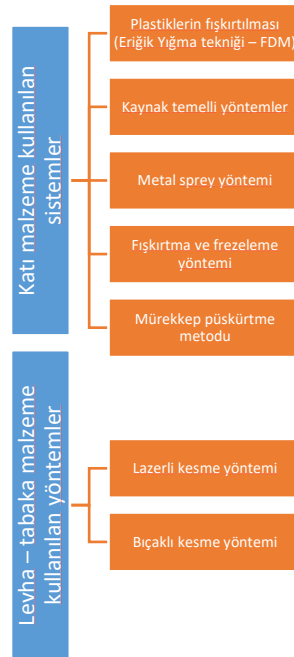 Katı malzeme kullanılan
sistemler
Plastiklerin fışkırtılması
(Eriğik Yığma tekniği – FDM)
Kaynak temelli yöntemler
Metal sprey yöntemi
Fışkırtma ve frezeleme
yöntemi
Mürekkep püskürtme
metodu
Levha – tabaka malzeme
kullanılan yöntemler
Lazerli kesme yöntemi
Bıçaklı kesme yöntemi